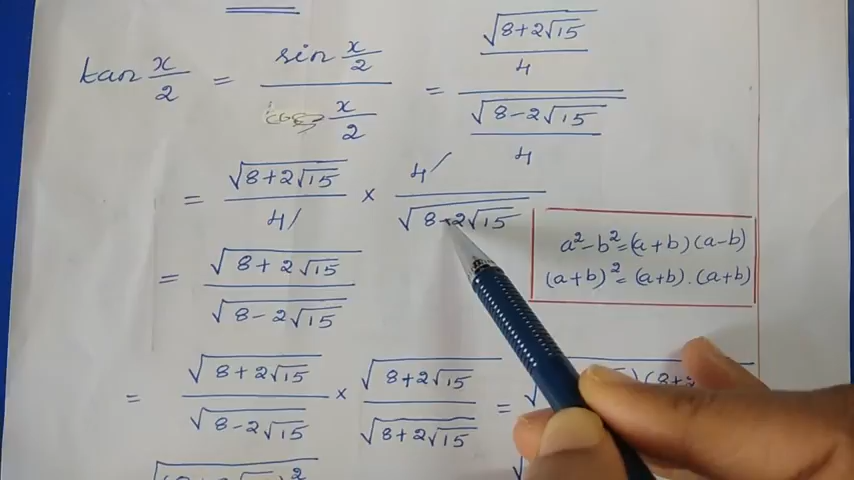 tan x/2 = sin x/2 / cos x/2 = √(8+2√15)/4 / √(8-2√15)/4
= √(8+2√15)/4 × 4/√(8-2√15)
a²-b²=(a+b)(a-b)
(a+b)²=(a+b).(a+b)
= √(8+2√15)/√(8-2√15)
= √(8+2√15)/√(8-2√15) × √(8+2√15)/√(8+2√15) =